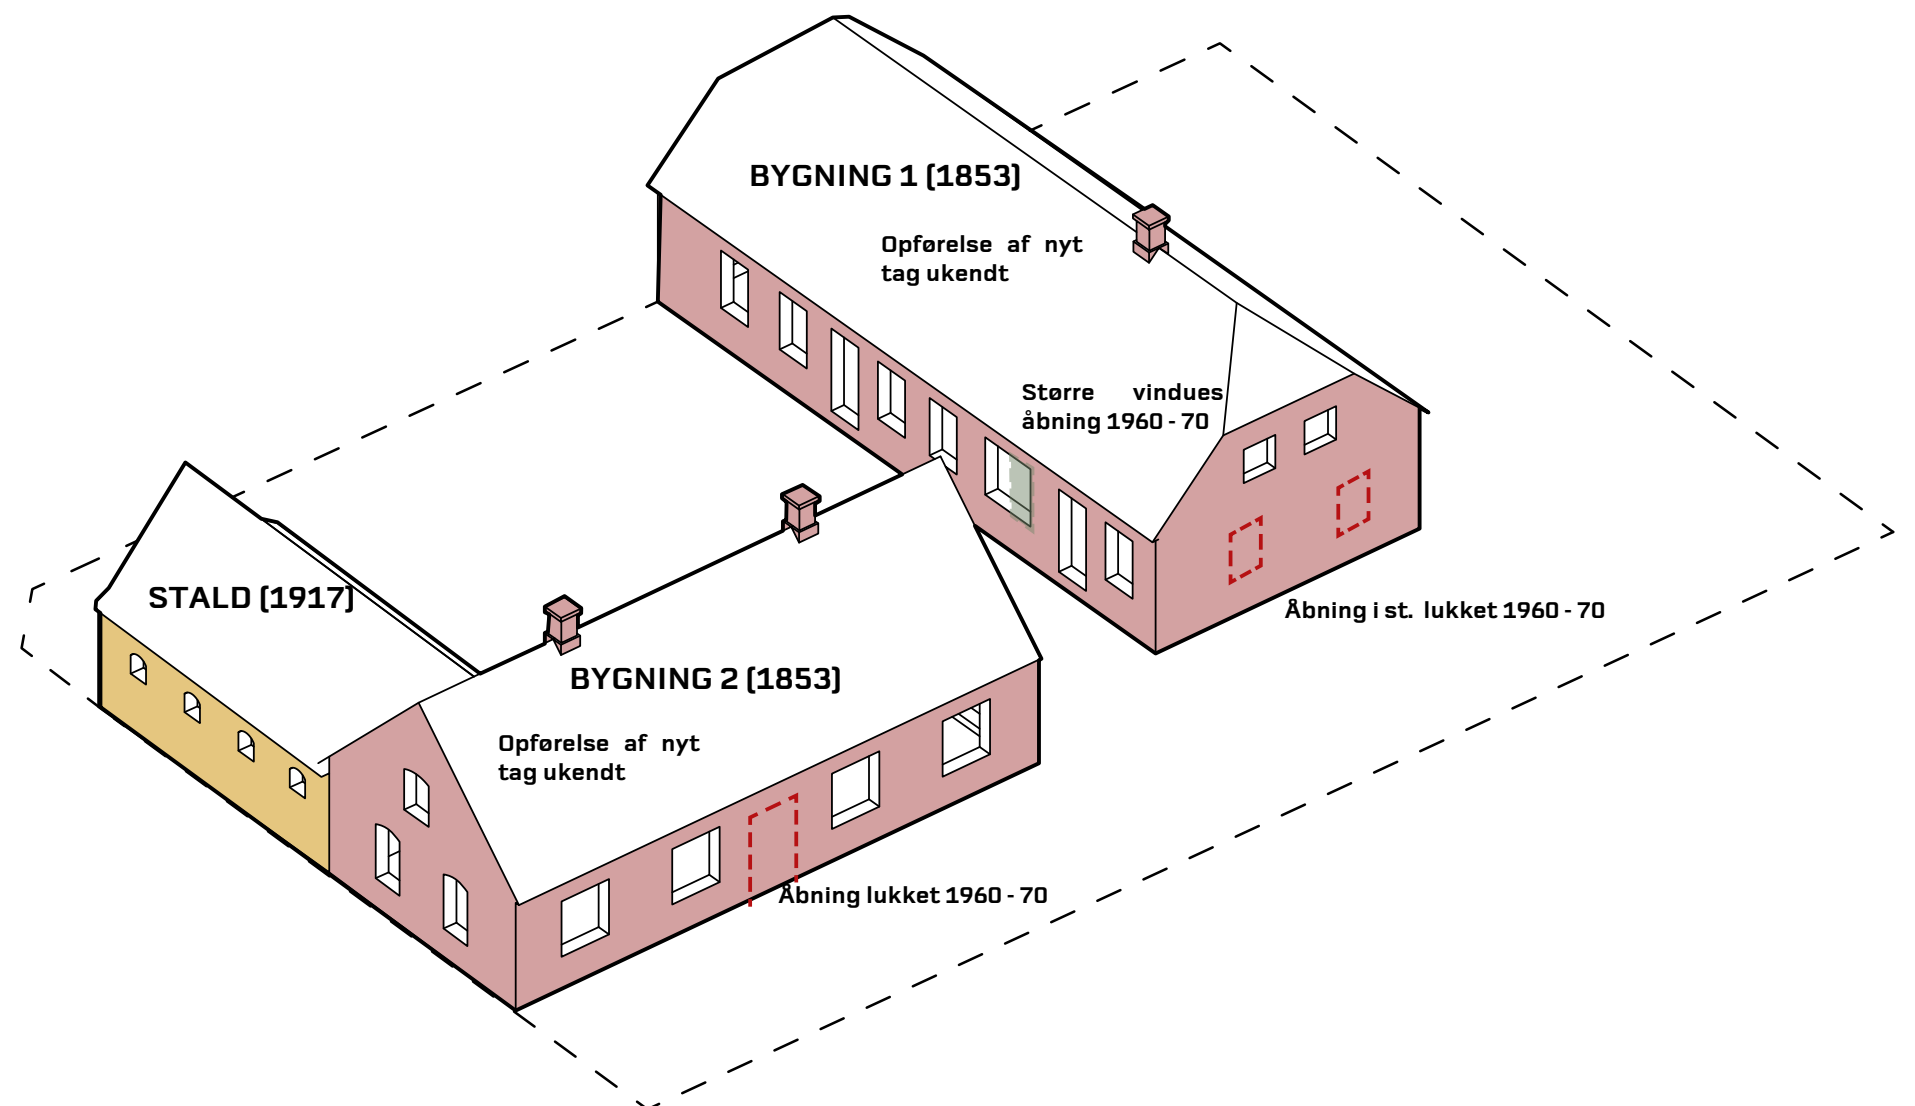 BYGNING 1 (1853)
Opførelse af nyt
tag ukendt
Større vindues
åbning 1960 - 70
STALD (1917)
Åbning i st. lukket 1960 - 70
BYGNING 2 (1853)
Opførelse af nyt
tag ukendt
Åbning lukket 1960 - 70